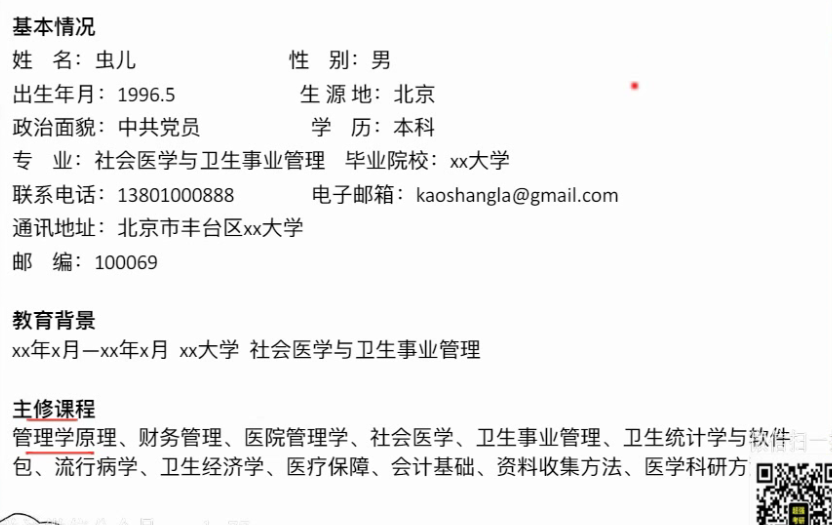 基本情况
姓 名：虫儿 性 别：男
出生年月：1996.5 生 源 地：北京
政治面貌：中共党员 学 历：本科
专 业：社会医学与卫生事业管理 毕业院校：xx大学
联系电话：13801000888 电子邮箱：kaoshangla@gmail.com
通讯地址：北京市丰台区xx大学
邮 编：100069
教育背景
xx年x月—xx年x月 xx大学 社会医学与卫生事业管理
主修课程
管理学原理、财务管理、医院管理学、社会医学、卫生事业管理、卫生统计学与软件
包、流行病学、卫生经济学、医疗保障、会计基础、资料收集方法、医学科研方